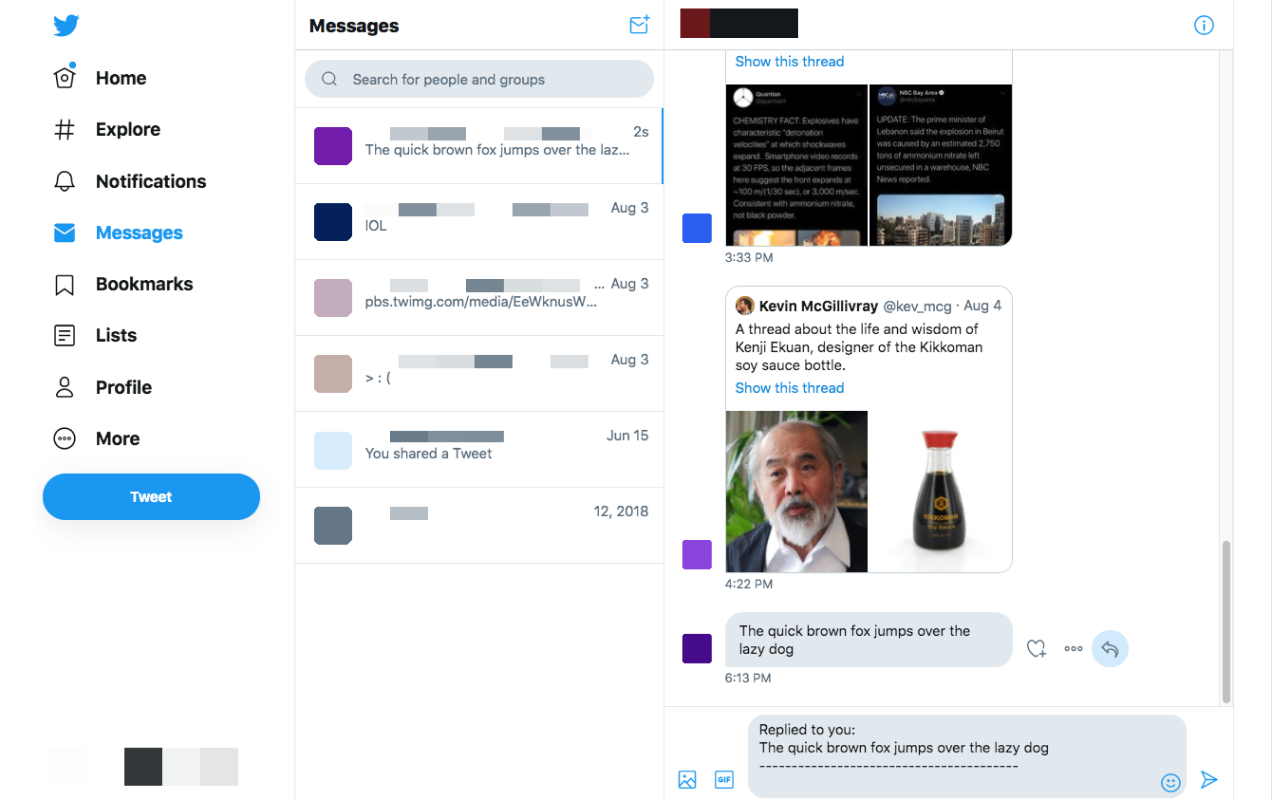 Home
Explore
Notifications
Messages
Bookmarks
Lists
Profile
More
Tweet
Messages
Search for people and groups
2s
The quick brown fox jumps over the laz...
Aug 3
lOL
... Aug 3
pbs.twimg.com/media/EeWknusW...
Aug 3
> : (
Jun 15
You shared a Tweet
12, 2018
Show this thread
Quantian
@quantian1
CHEMISTRY FACT: Explosives have
characteristic "detonation
velocities" at which shockwaves
expand. Smartphone video records
at 30 FPS, so the adjacent frames
here suggest the front expands at
~100 m/(1/30 sec), or 3,000 m/sec.
Consistent with ammonium nitrate,
not black powder.
NBC Bay Area
@nbcbayarea
UPDATE: The prime minister of
Lebanon said the explosion in Beirut
was caused by an estimated 2,750
tons of ammonium nitrate left
unsecured in a warehouse, NBC
News reported.
3:33 PM
Kevin McGillivray @kev_mcg · Aug 4
A thread about the life and wisdom of
Kenji Ekuan, designer of the Kikkoman
soy sauce bottle.
Show this thread
KIKKOMAN
Soy Sauce
4:22 PM
The quick brown fox jumps over the
lazy dog
6:13 PM
Replied to you:
The quick brown fox jumps over the lazy dog
----------------------------------------
GIF